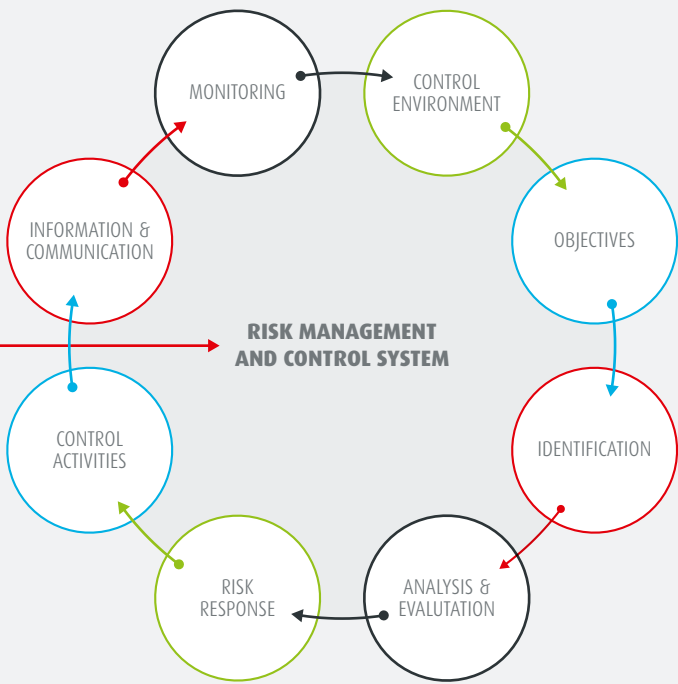 MONITORING
CONTROL
ENVIRONMENT
OBJECTIVES
IDENTIFICATION
ANALYSIS &
EVALUTATION
RISK
RESPONSE
CONTROL
ACTIVITIES
INFORMATION &
COMMUNICATION
RISK MANAGEMENT
AND CONTROL SYSTEM